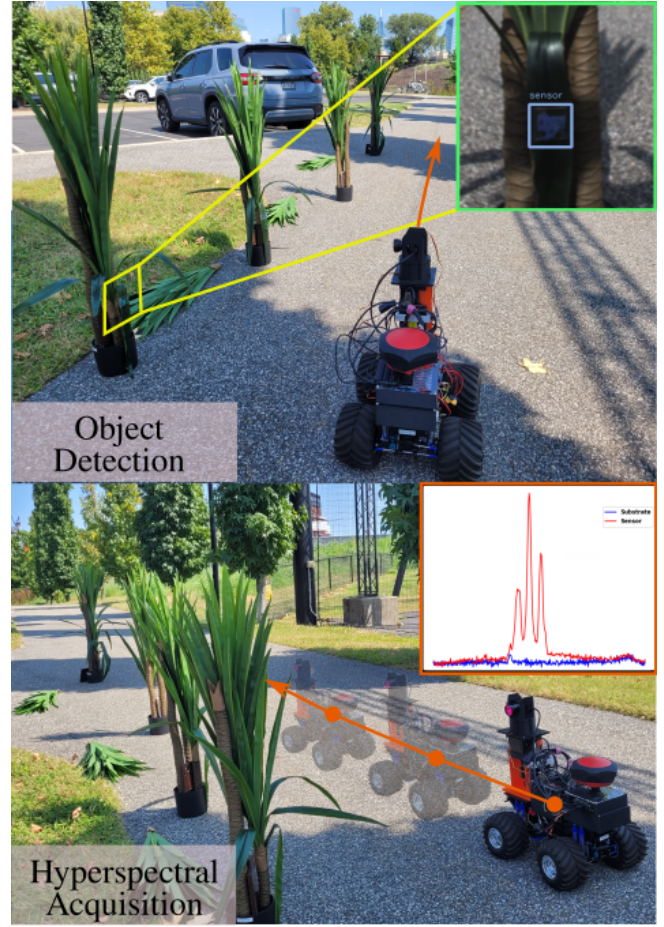 sensor
Object
Detection
Substrate
Sensor
Hyperspectral
Acquisition